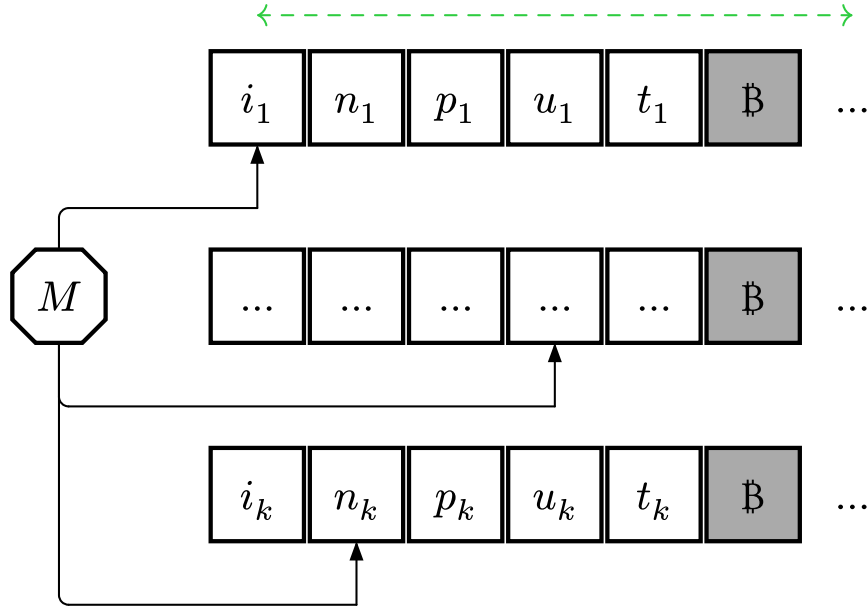 i₁ n₁ p₁ u₁ t₁ ₿ ...
M
... ... ... ... ... ₿ ...
iₖ nₖ pₖ uₖ tₖ ₿ ...